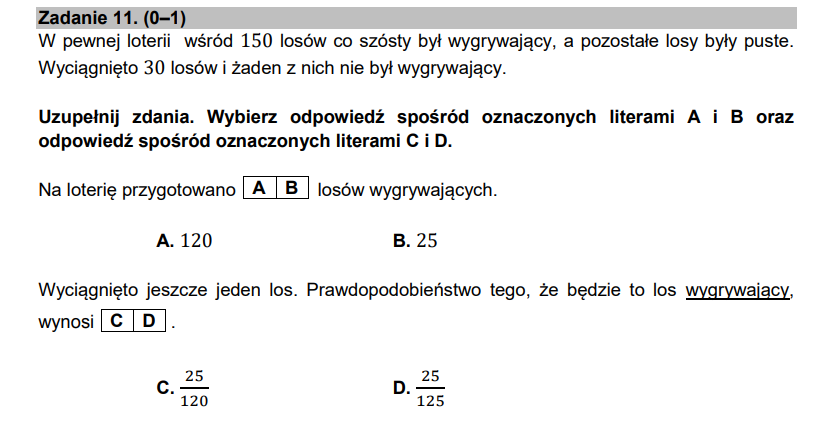 Zadanie 11. (0–1)
W pewnej loterii wśród 150 losów co szósty był wygrywający, a pozostałe losy były puste.
Wyciągnięto 30 losów i żaden z nich nie był wygrywający.
Uzupełnij zdania. Wybierz odpowiedź spośród oznaczonych literami A i B oraz
odpowiedź spośród oznaczonych literami C i D.
Na loterię przygotowano A B losów wygrywających.
A. 120 B. 25
Wyciągnięto jeszcze jeden los. Prawdopodobieństwo tego, że będzie to los wygrywający,
wynosi C D .
C. 25/120 D. 25/125